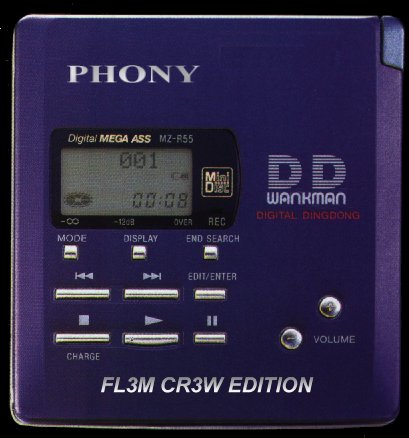 PHONY
Digital MEGA ASS MZ-R55
001
00:08
-∞ -12dB OVER REC
DD
WANKMAN
DIGITAL DINGDONG
MODE DISPLAY END SEARCH
EDIT/ENTER
VOLUME
CHARGE
FL3M CR3W EDITION